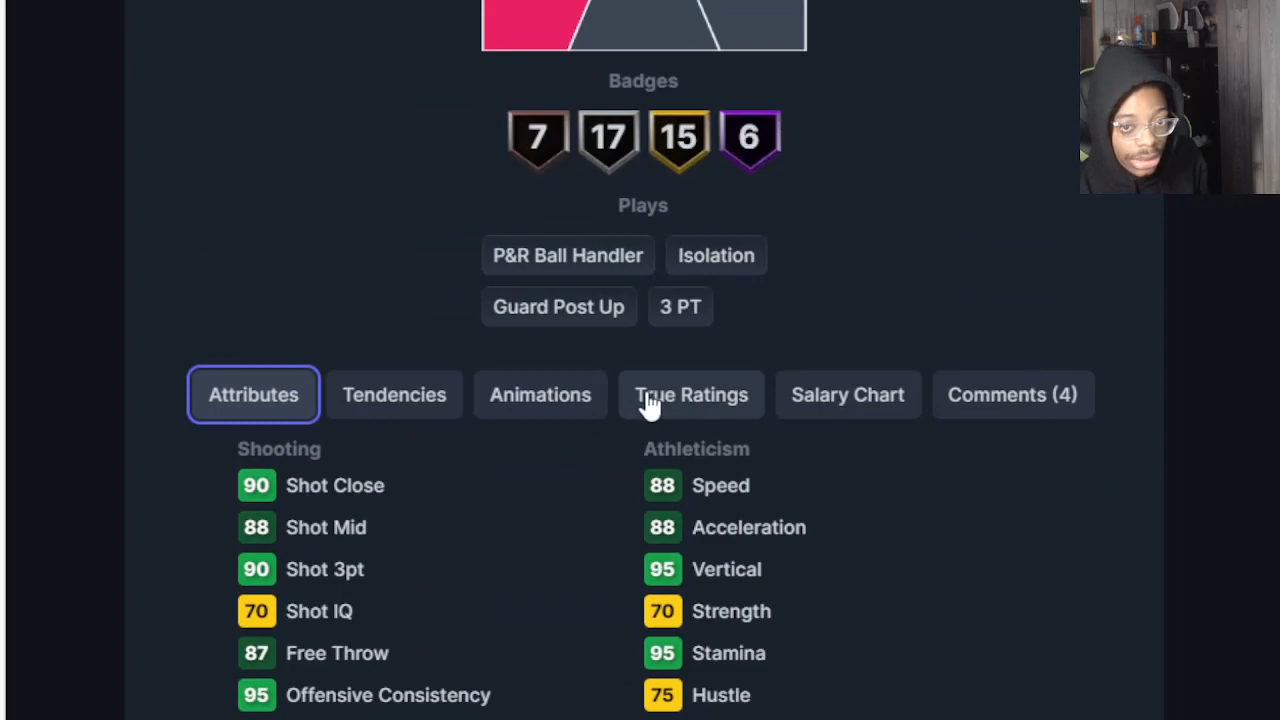 Badges
7 17 15 6
Plays
P&R Ball Handler Isolation
Guard Post Up 3 PT
Attributes Tendencies Animations True Ratings Salary Chart Comments (4)
Shooting
90 Shot Close
88 Shot Mid
90 Shot 3pt
70 Shot IQ
87 Free Throw
95 Offensive Consistency
Athleticism
88 Speed
88 Acceleration
95 Vertical
70 Strength
95 Stamina
75 Hustle